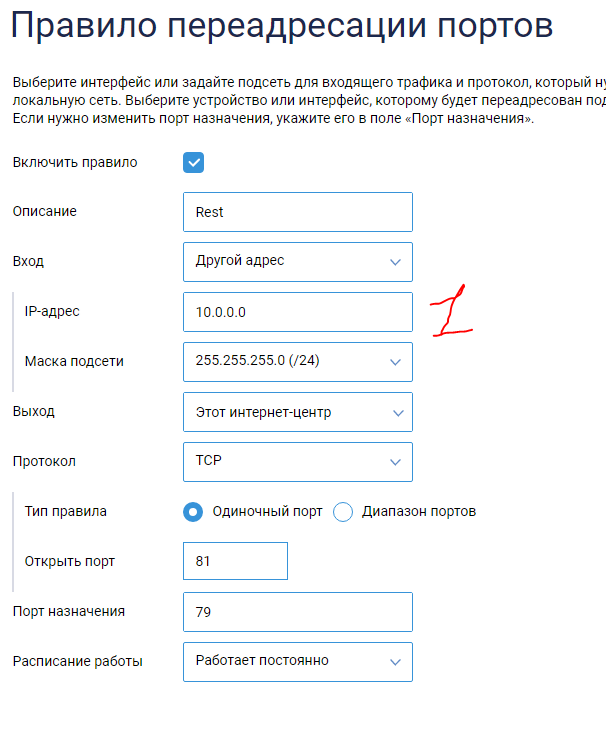 Правило переадресации портов
Выберите интерфейс или задайте подсеть для входящего трафика и протокол, который ну
локальную сеть. Выберите устройство или интерфейс, которому будет переадресован под
Если нужно изменить порт назначения, укажите его в поле «Порт назначения».
Включить правило
Описание Rest
Вход Другой адрес
IP-адрес 10.0.0.0 1
Маска подсети 255.255.255.0 (/24)
Выход Этот интернет-центр
Протокол TCP
Тип правила Одиночный порт Диапазон портов
Открыть порт 81
Порт назначения 79
Расписание работы Работает постоянно